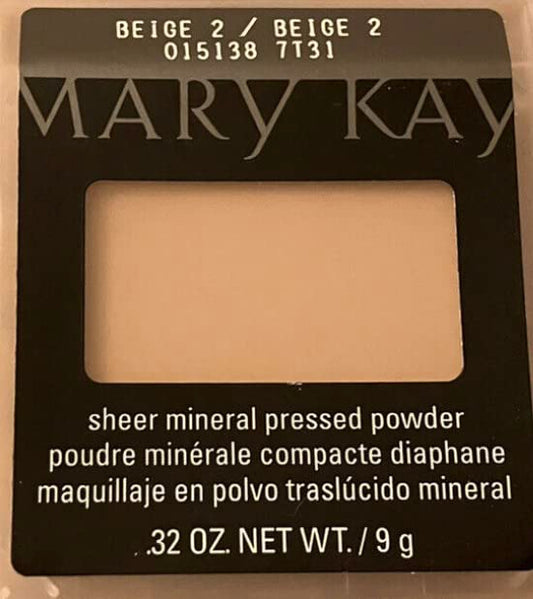 BEiGE 2 / BEIGE 2
015138 7T31
MARY KAY
sheer mineral pressed powder
poudre minérale compacte diaphane
maquillaje en polvo traslúcido mineral
.32 OZ. NET WT. / 9 g